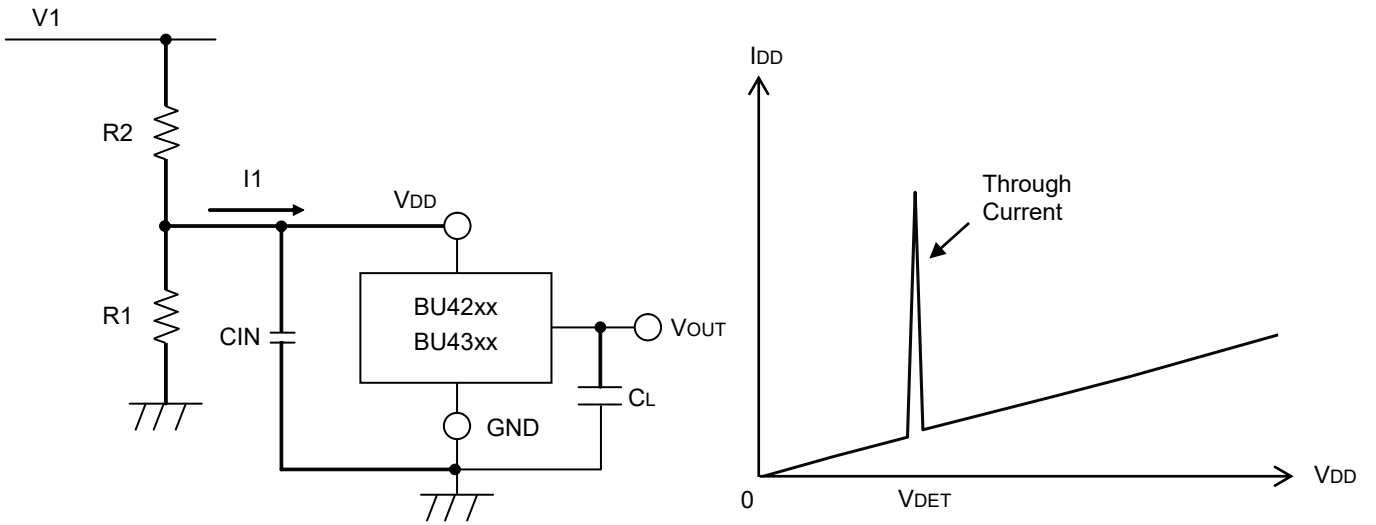 V1
R2
I1
VDD
R1
CIN
BU42xx
BU43xx
VOUT
CL
GND
IDD
Through
Current
0
VDET
VDD